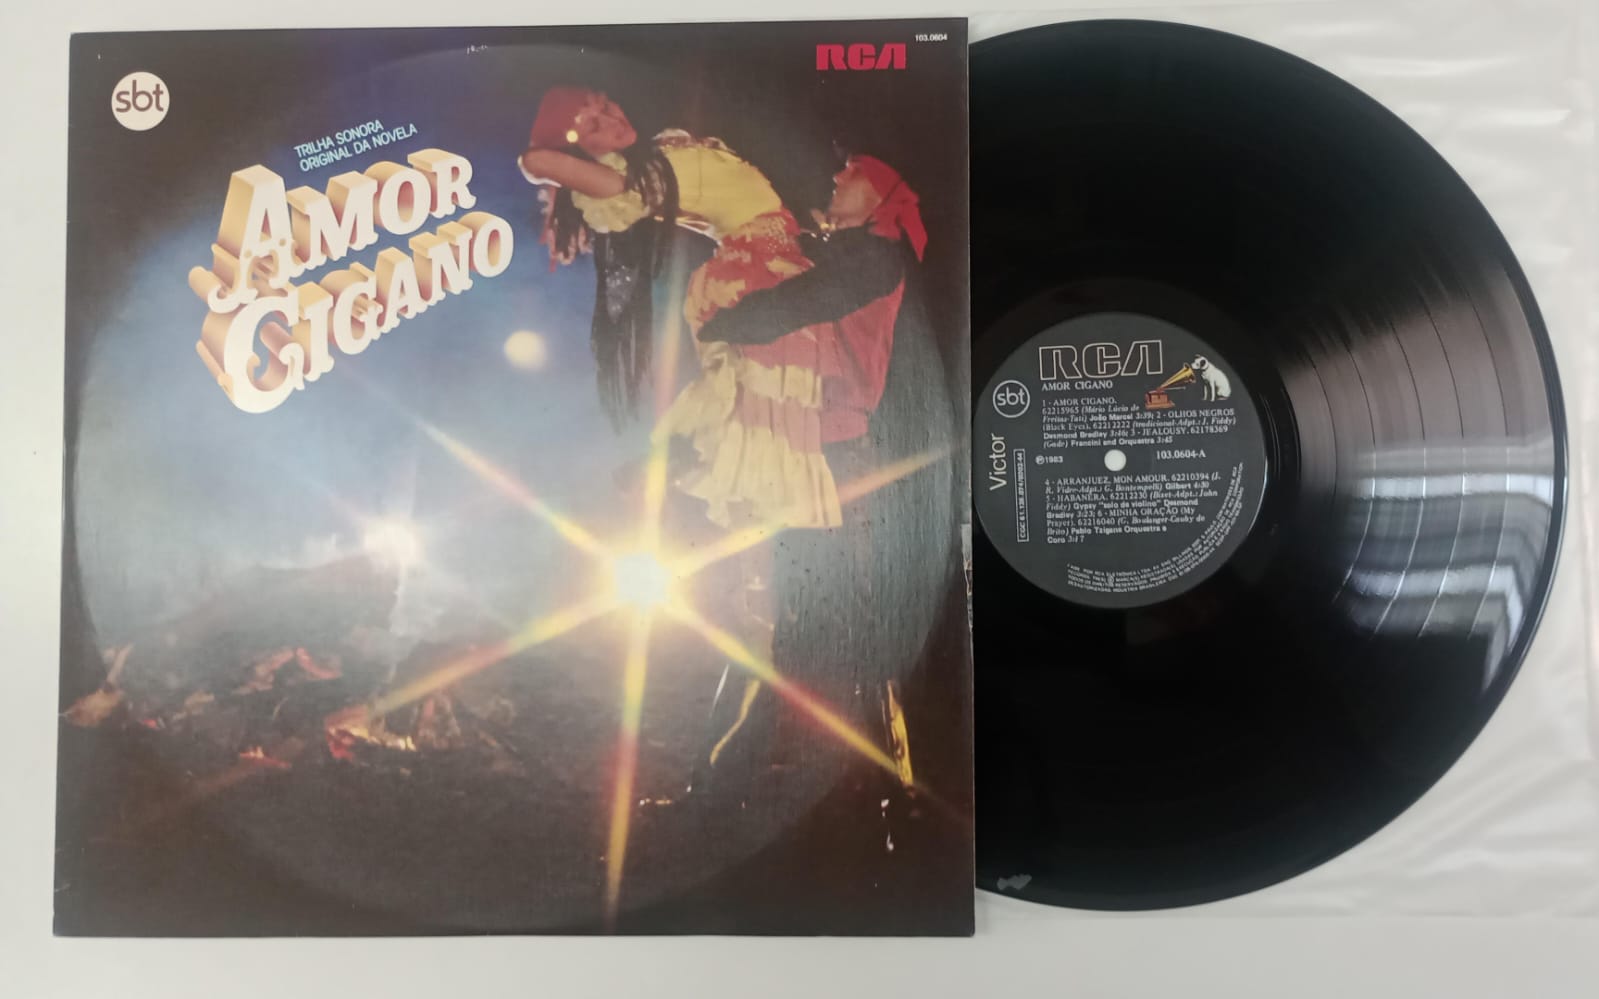 sbt
RCA
103.0604
TRILHA SONORA
ORIGINAL DA NOVELA
AMOR
CIGANO
RCA
AMOR CIGANO
sbt
Victor
1 - AMOR CIGANO.
62215965 (Mário Lúcio de
Freitas-Tati) João Marcel 3:39; 2 - OLHOS NEGROS
(Black Eyes). 62212222 (tradicional-Adpt.: J. Fiddy)
Desmond Bradley 3:16; 3 - JEALOUSY. 62178369
(Gade) Francini and Orquestra 3:45
℗1983
103.0604-A
4 - ARRANJUEZ, MON AMOUR. 62210394 (J.
R. Vidre-Adpt.: G. Bontempelli) Gilbert 4:30
5 - HABANERA. 62212230 (Bizet-Adpt.: John
Fiddy) Gypsy "solo de violino" Desmond
Bradley 3:23; 6 - MINHA ORAÇÃO (My
Prayer). 62216040 (G. Boulanger-Cauby de
Brito) Pablo Tzigane Orquestra e
Coro 3:17